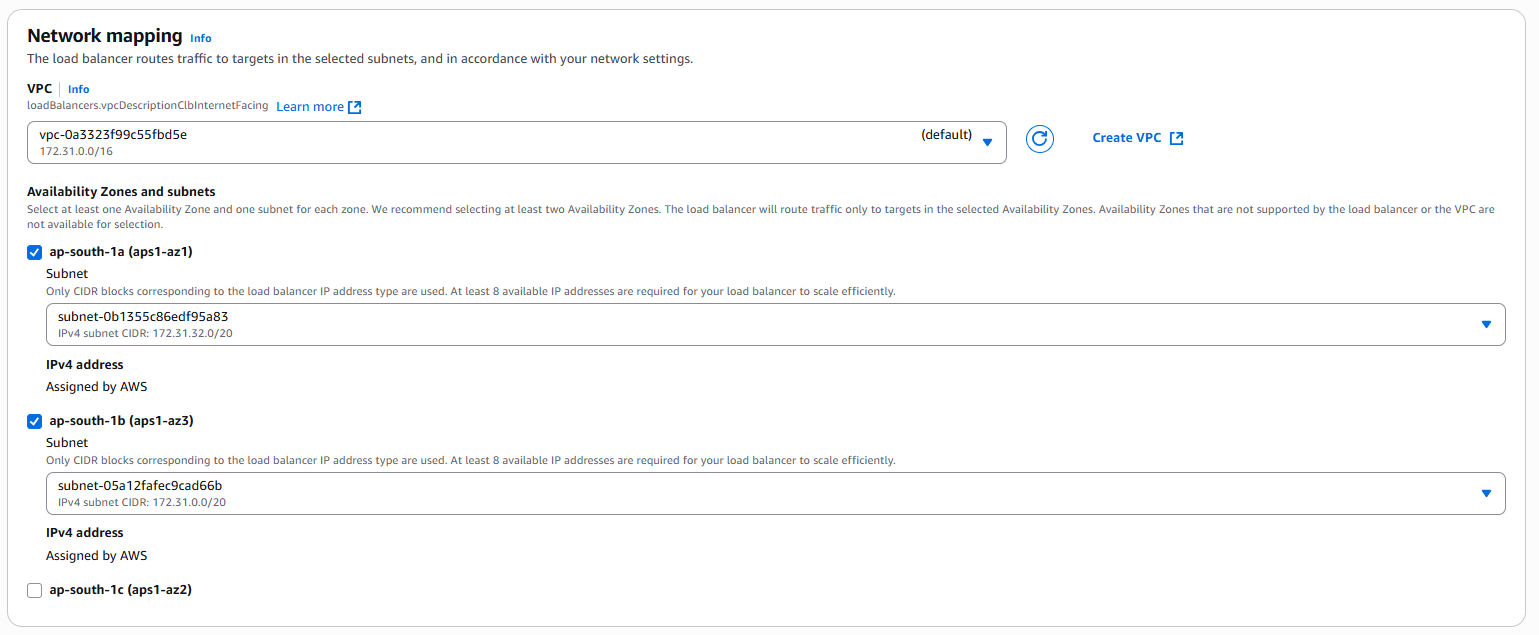 Network mapping Info
The load balancer routes traffic to targets in the selected subnets, and in accordance with your network settings.
VPC Info
loadBalancers.vpcDescriptionClbInternetFacing Learn more
vpc-0a3323f99c55fbd5e (default)
172.31.0.0/16
Create VPC
Availability Zones and subnets
Select at least one Availability Zone and one subnet for each zone. We recommend selecting at least two Availability Zones. The load balancer will route traffic only to targets in the selected Availability Zones. Availability Zones that are not supported by the load balancer or the VPC are
not available for selection.
ap-south-1a (aps1-az1)
Subnet
Only CIDR blocks corresponding to the load balancer IP address type are used. At least 8 available IP addresses are required for your load balancer to scale efficiently.
subnet-0b1355c86edf95a83
IPv4 subnet CIDR: 172.31.32.0/20
IPv4 address
Assigned by AWS
ap-south-1b (aps1-az3)
Subnet
Only CIDR blocks corresponding to the load balancer IP address type are used. At least 8 available IP addresses are required for your load balancer to scale efficiently.
subnet-05a12fafec9cad66b
IPv4 subnet CIDR: 172.31.0.0/20
IPv4 address
Assigned by AWS
ap-south-1c (aps1-az2)